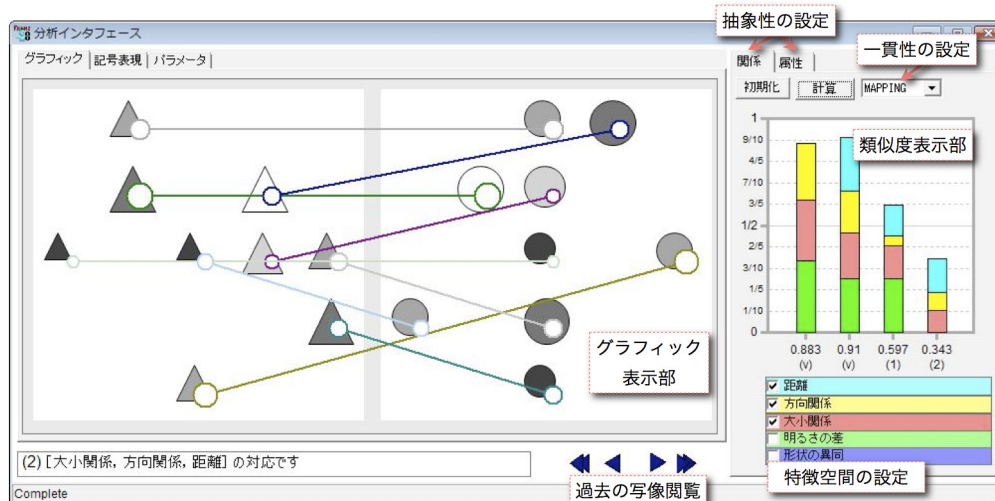 分析インタフェース
抽象性の設定
グラフィック 記号表現 パラメータ
関係 属性
一貫性の設定
初期化 計算 MAPPING
類似度表示部
1
9/10
4/5
7/10
3/5
1/2
2/5
3/10
1/5
1/10
0
0.883 0.91 0.597 0.343
(v) (v) (1) (2)
グラフィック
表示部
距離
方向関係
大小関係
明るさの差
形状の異同
特徴空間の設定
(2) [大小関係, 方向関係, 距離] の対応です
過去の写像閲覧
Complete